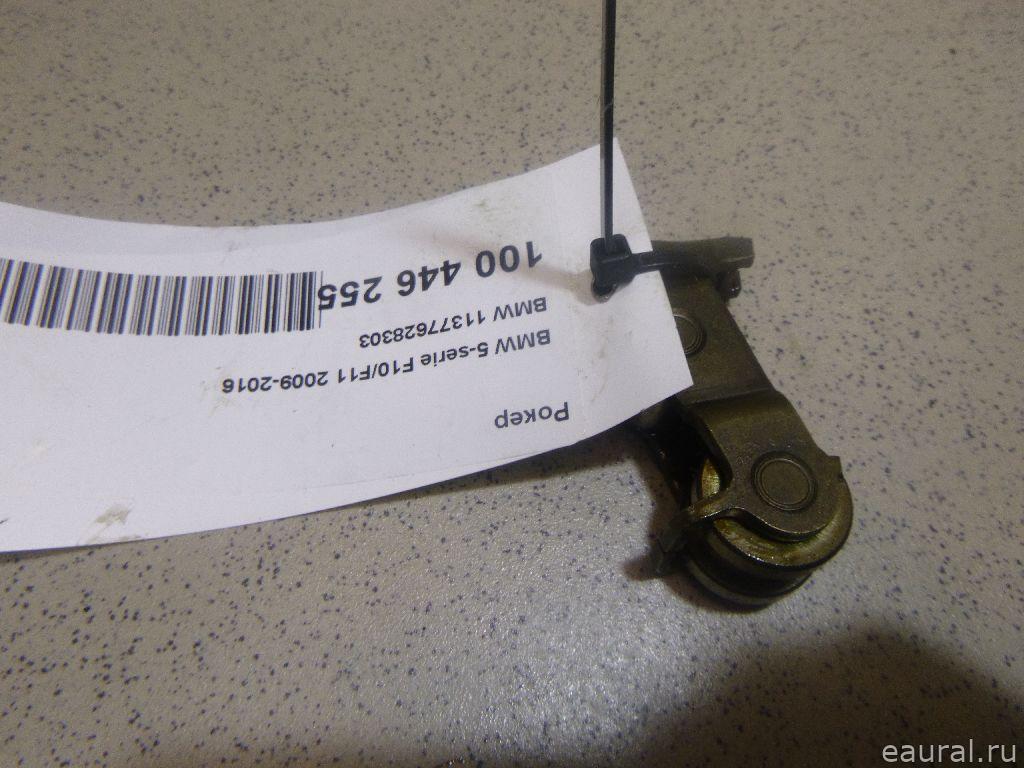 Рокер
BMW 5-serie F10/F11 2009-2016
BMW 11377628303
100 446 255
eaural.ru